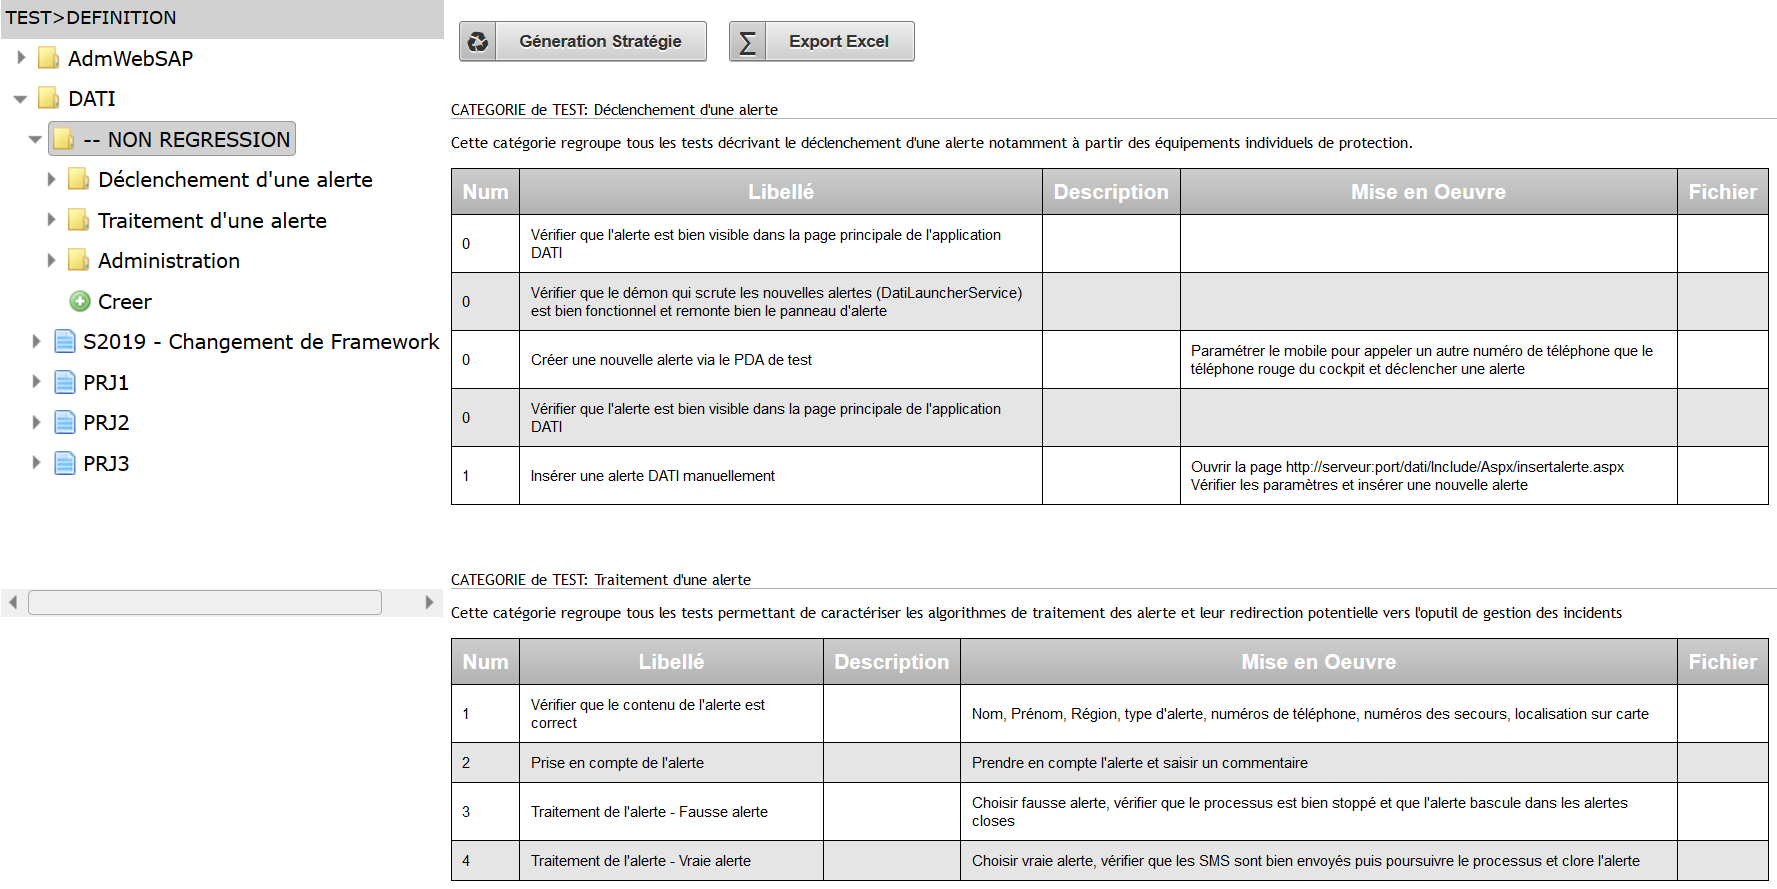 TEST>DEFINITION
AdmWebSAP
DATI
-- NON REGRESSION
Déclenchement d'une alerte
Traitement d'une alerte
Administration
Creer
S2019 - Changement de Framework
PRJ1
PRJ2
PRJ3
Géneration Stratégie
Export Excel
CATEGORIE de TEST: Déclenchement d'une alerte
Cette catégorie regroupe tous les tests décrivant le déclenchement d'une alerte notamment à partir des équipements individuels de protection.
Num Libellé Description Mise en Oeuvre Fichier
0 Vérifier que l'alerte est bien visible dans la page principale de l'application
DATI
0 Vérifier que le démon qui scrute les nouvelles alertes (DatiLauncherService)
est bien fonctionnel et remonte bien le panneau d'alerte
0 Créer une nouvelle alerte via le PDA de test
Paramétrer le mobile pour appeler un autre numéro de téléphone que le
téléphone rouge du cockpit et déclencher une alerte
0 Vérifier que l'alerte est bien visible dans la page principale de l'application
DATI
1 Insérer une alerte DATI manuellement
Ouvrir la page http://serveur:port/dati/Include/Aspx/insertalerte.aspx
Vérifier les paramètres et insérer une nouvelle alerte
CATEGORIE de TEST: Traitement d'une alerte
Cette catégorie regroupe tous les tests permettant de caractériser les algorithmes de traitement des alerte et leur redirection potentielle vers l'oputil de gestion des incidents
Num Libellé Description Mise en Oeuvre Fichier
1 Vérifier que le contenu de l'alerte est
correct
Nom, Prénom, Région, type d'alerte, numéros de téléphone, numéros des secours, localisation sur carte
2 Prise en compte de l'alerte Prendre en compte l'alerte et saisir un commentaire
3 Traitement de l'alerte - Fausse alerte
Choisir fausse alerte, vérifier que le processus est bien stoppé et que l'alerte bascule dans les alertes
closes
4 Traitement de l'alerte - Vraie alerte Choisir vraie alerte, vérifier que les SMS sont bien envoyés puis poursuivre le processus et clore l'alerte